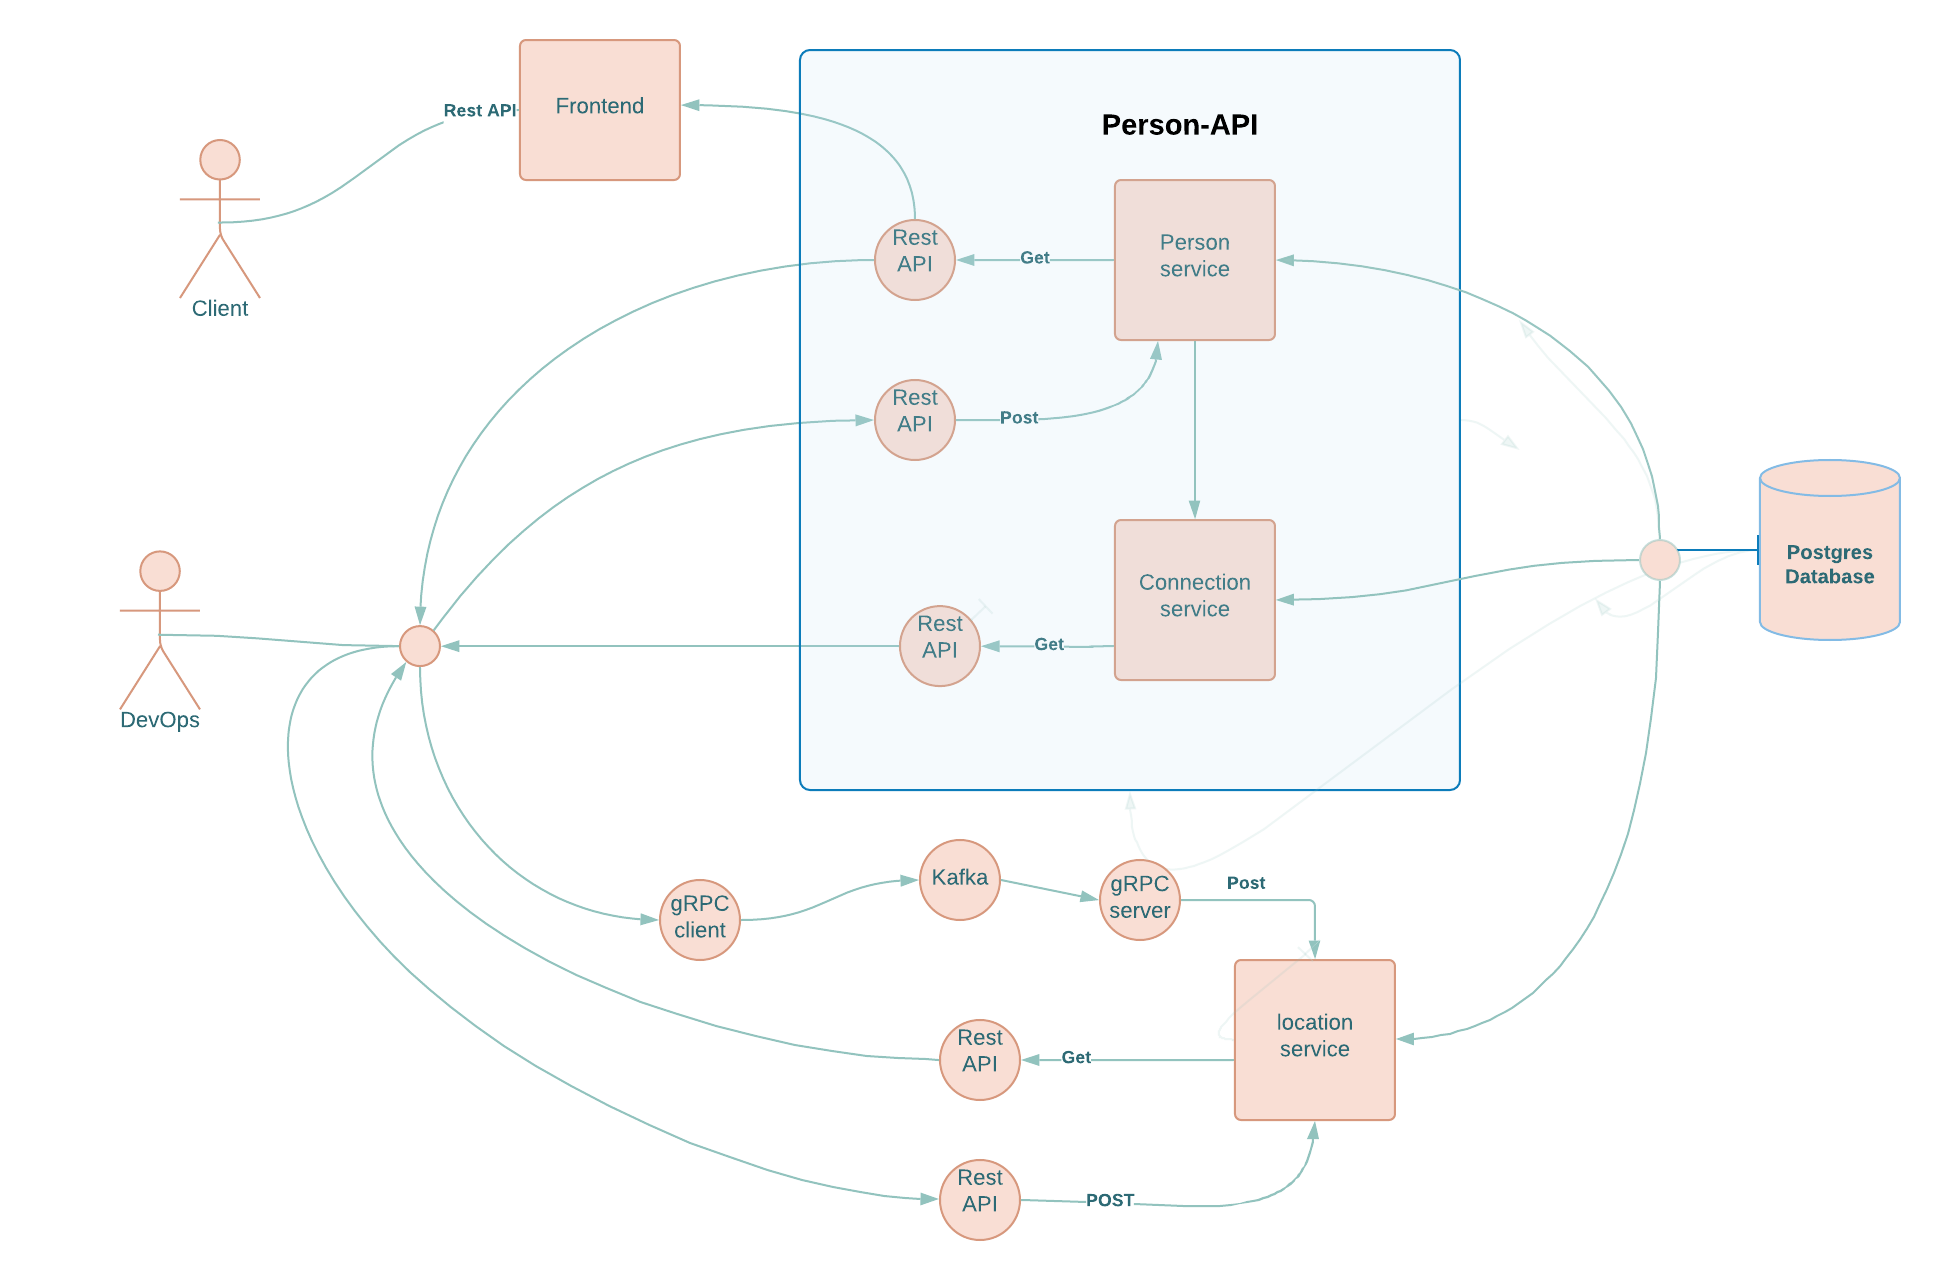 Rest API
Frontend
Client
Person-API
Rest
API
Get
Person
service
Rest
API
Post
Rest
API
Get
Connection
service
Postgres
Database
DevOps
gRPC
client
Kafka
gRPC
server
Post
location
service
Rest
API
Get
Rest
API
POST